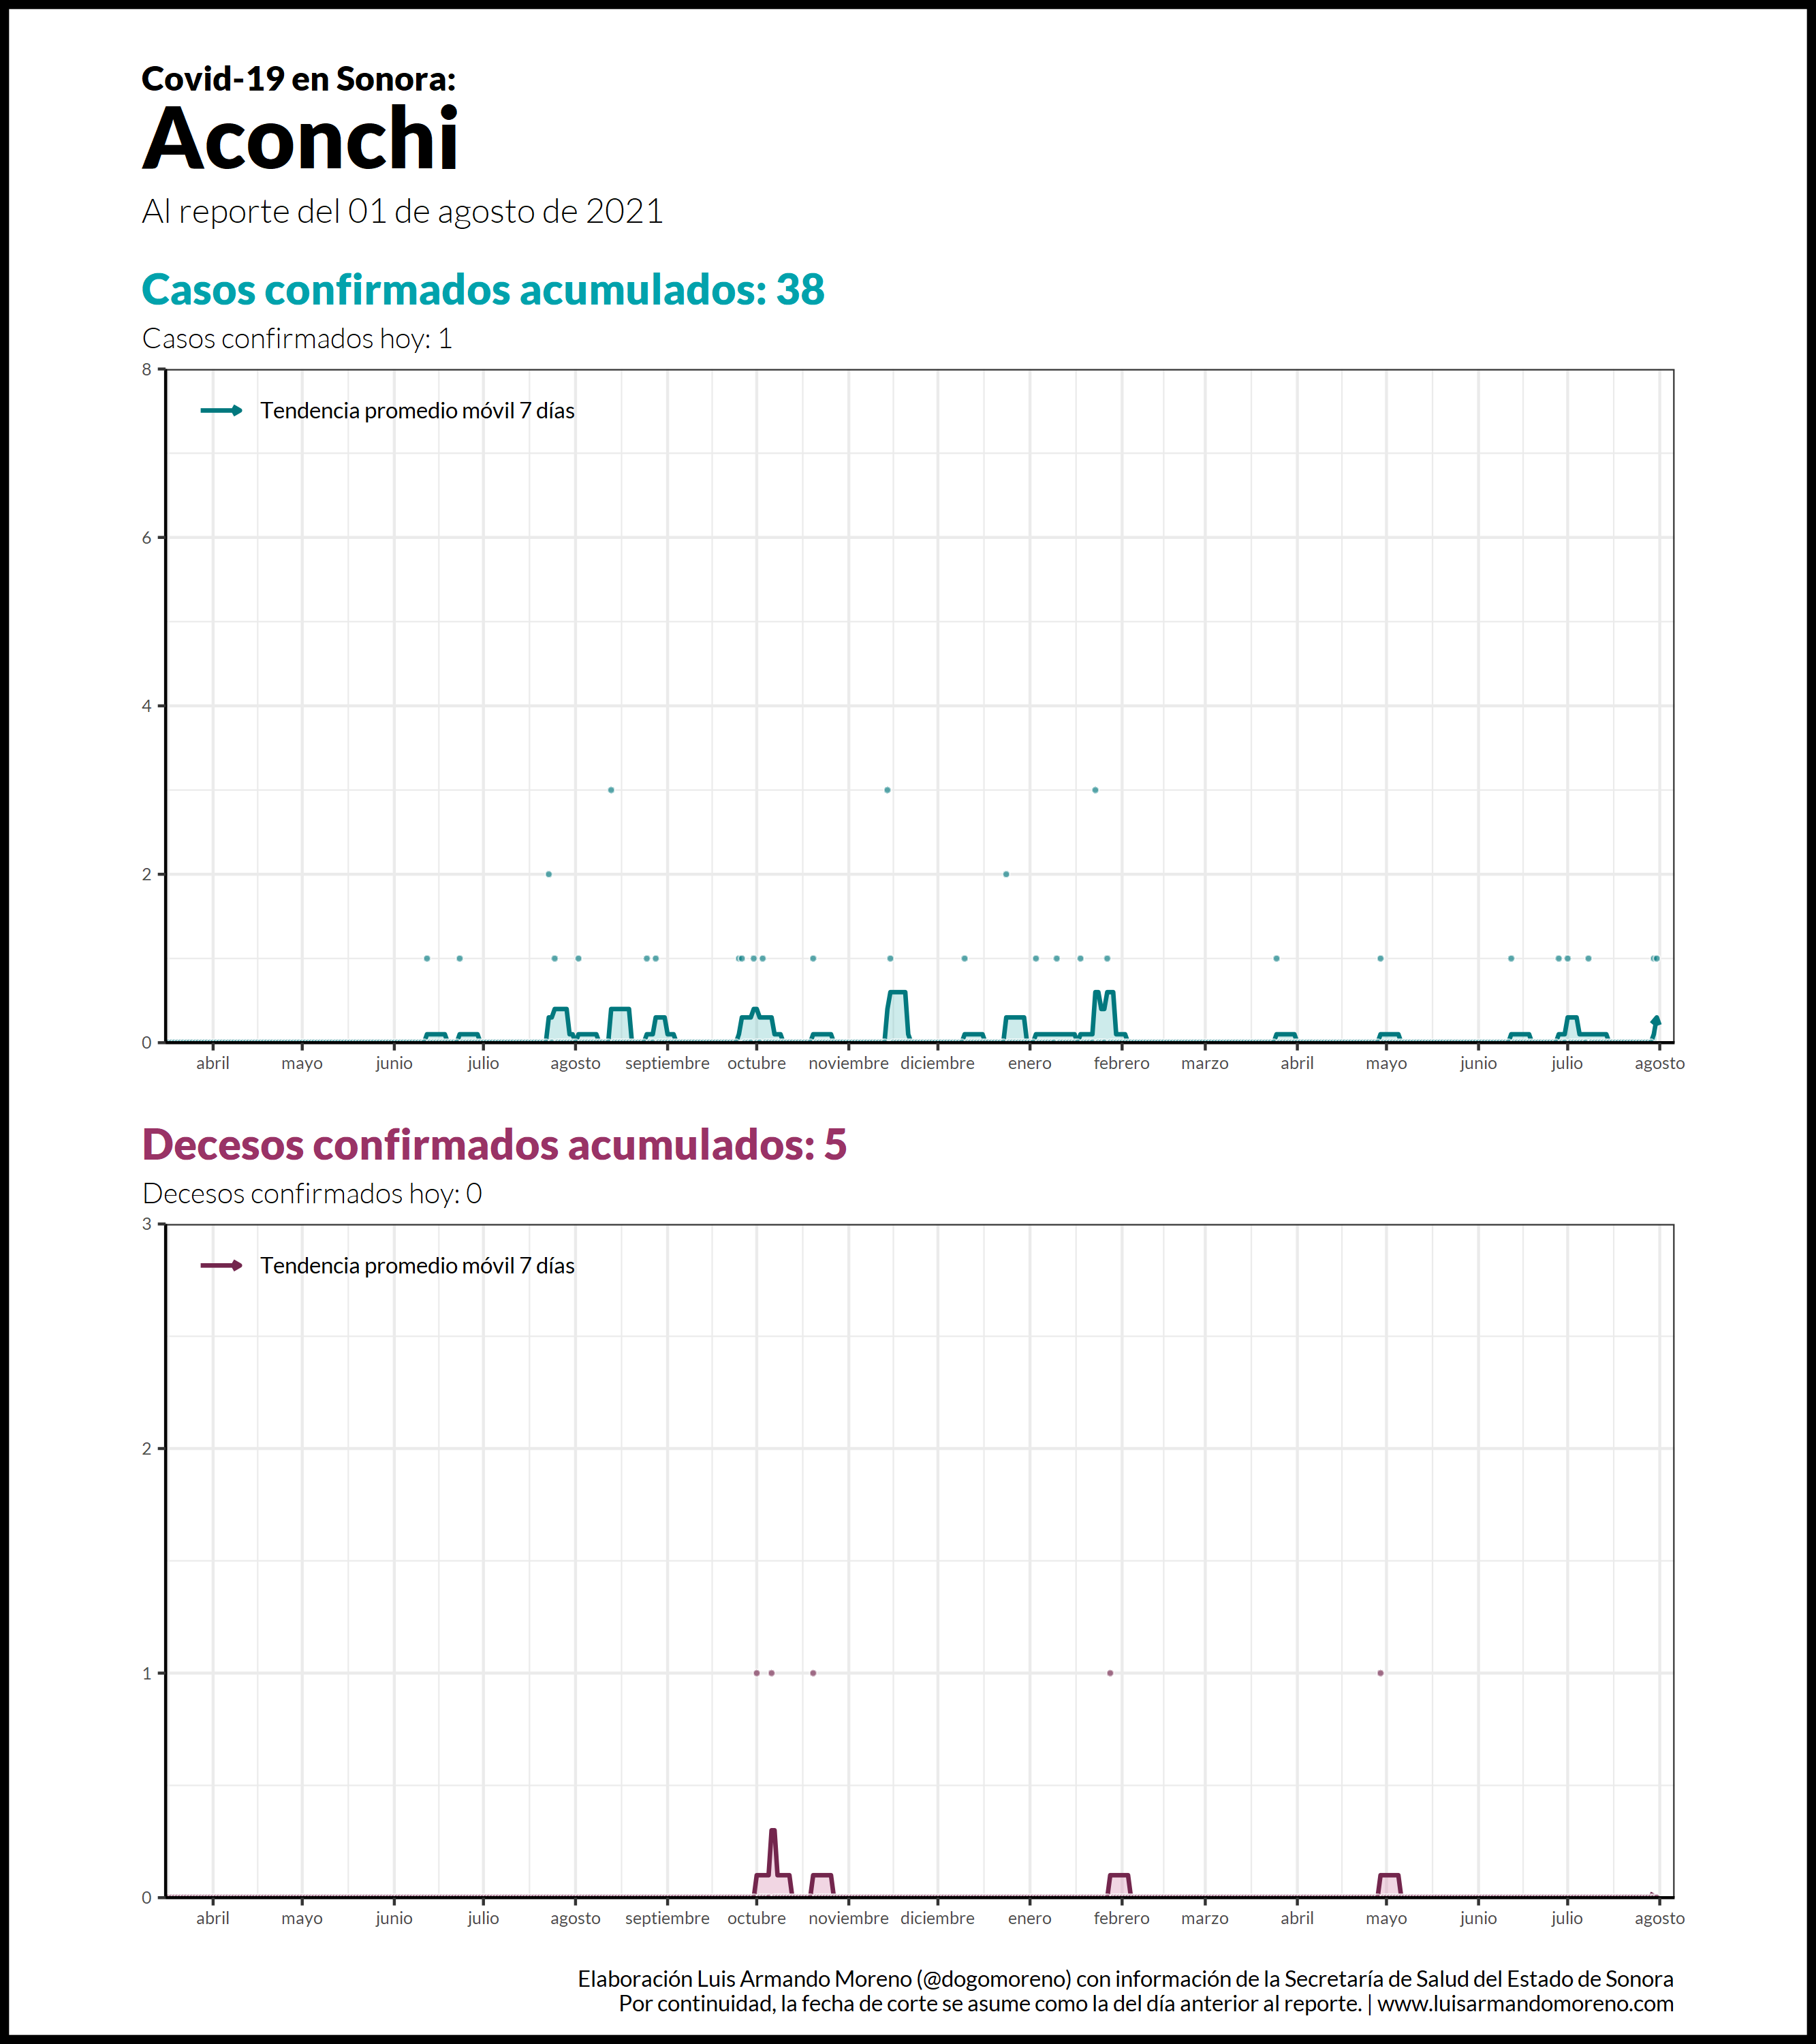 Covid-19 en Sonora:
Aconchi
Al reporte del 01 de agosto de 2021
Casos confirmados acumulados: 38
Casos confirmados hoy: 1
8
Tendencia promedio móvil 7 días
6
4
2
0
abril mayo junio julio agosto septiembre octubre noviembre diciembre enero febrero marzo abril mayo junio julio agosto
Decesos confirmados acumulados: 5
Decesos confirmados hoy: 0
3
Tendencia promedio móvil 7 días
2
1
0
abril mayo junio julio agosto septiembre octubre noviembre diciembre enero febrero marzo abril mayo junio julio agosto
Elaboración Luis Armando Moreno (@dogomoreno) con información de la Secretaría de Salud del Estado de Sonora
Por continuidad, la fecha de corte se asume como la del día anterior al reporte. | www.luisarmandomoreno.com